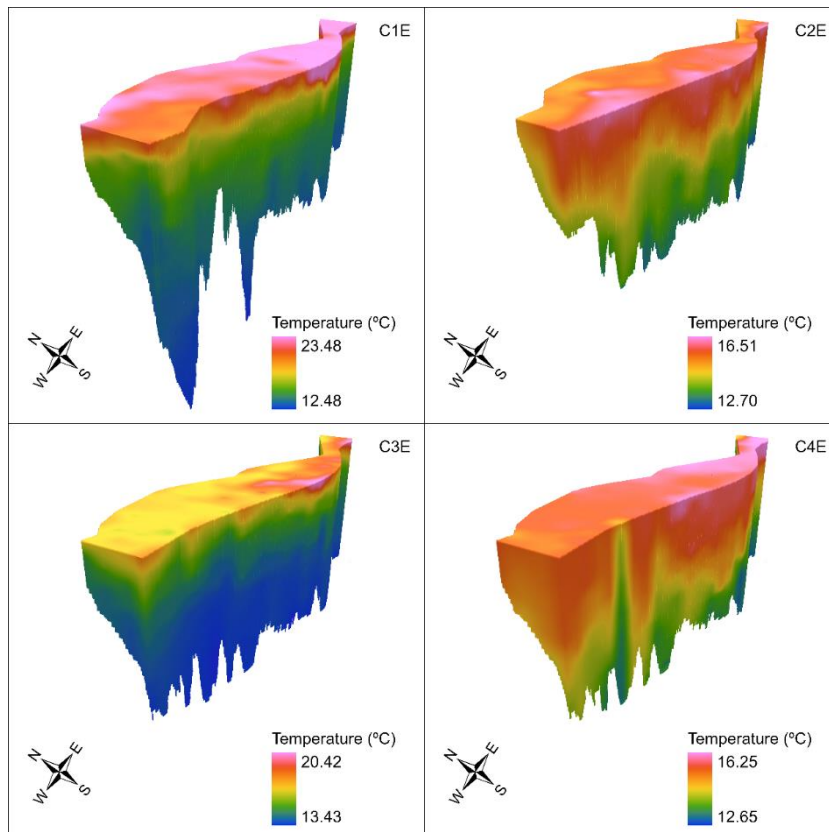 C1E
N
E
W
S
Temperature (ºC)
23.48
12.48
C2E
N
E
W
S
Temperature (ºC)
16.51
12.70
C3E
N
E
W
S
Temperature (ºC)
20.42
13.43
C4E
N
E
W
S
Temperature (ºC)
16.25
12.65